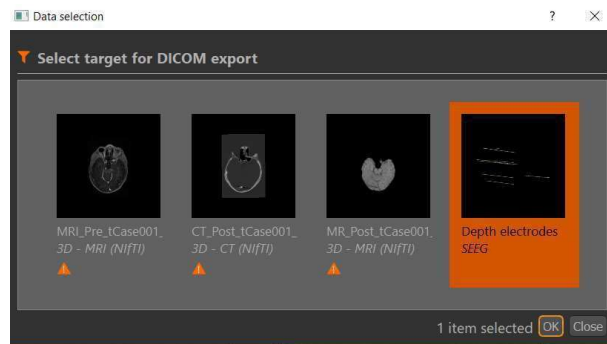 Data selection
?
Select target for DICOM export
MRI_Pre_tCase001_
3D - MRI (NIfTI)
CT_Post_tCase001_
3D - CT (NIfTI)
MR_Post_tCase001_
3D - MRI (NIfTI)
Depth electrodes
SEEG
1 item selected
OK
Close